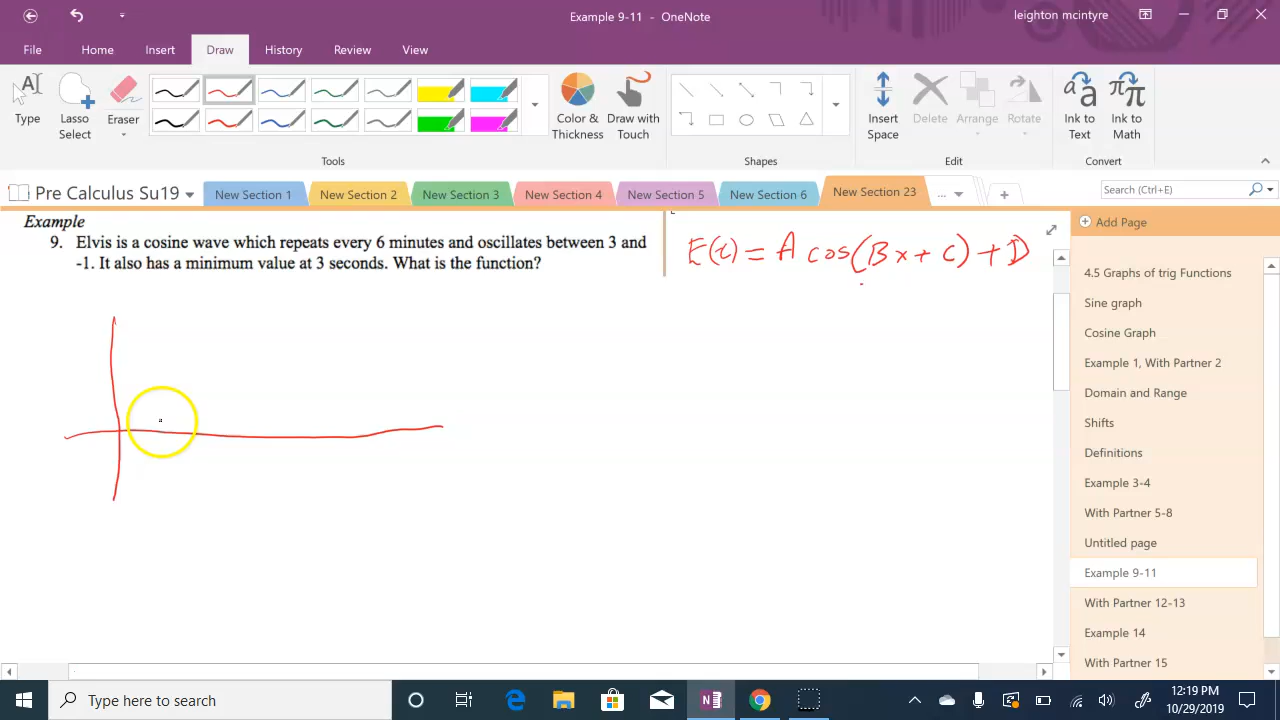 Example 9-11 - OneNote
leighton mcintyre
File Home Insert Draw History Review View
Type
Lasso Select
Eraser
Color & Thickness
Draw with Touch
Insert Space
Delete
Arrange
Rotate
Ink to Text
Ink to Math
Tools
Shapes
Edit
Convert
Pre Calculus Su19
New Section 1
New Section 2
New Section 3
New Section 4
New Section 5
New Section 6
New Section 23
...
Search (Ctrl+E)
Example
9. Elvis is a cosine wave which repeats every 6 minutes and oscillates between 3 and
-1. It also has a minimum value at 3 seconds. What is the function?
E(t) = A cos(Bx + C) + D
Add Page
4.5 Graphs of trig Functions
Sine graph
Cosine Graph
Example 1, With Partner 2
Domain and Range
Shifts
Definitions
Example 3-4
With Partner 5-8
Untitled page
Example 9-11
With Partner 12-13
Example 14
With Partner 15
Type here to search
12:19 PM
10/29/2019